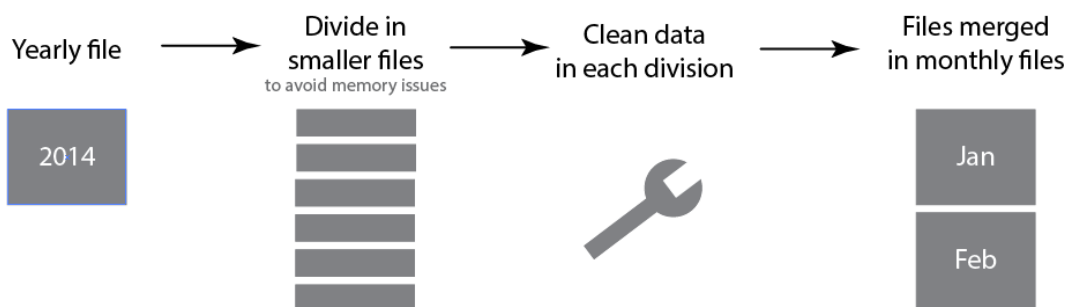 Yearly file
Divide in
smaller files
to avoid memory issues
Clean data
in each division
Files merged
in monthly files
2014
Jan
Feb